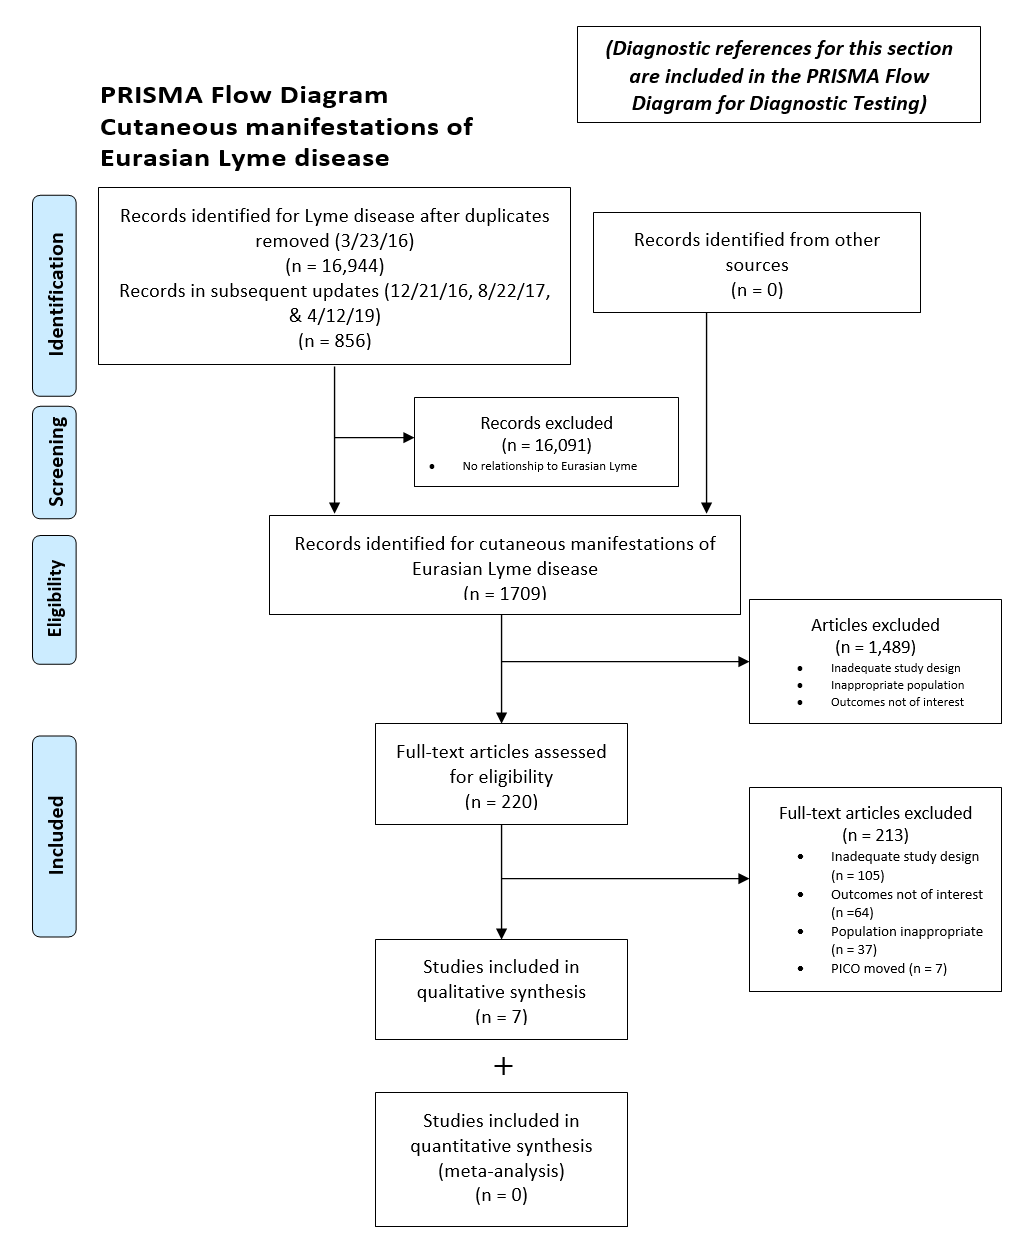 (Diagnostic references for this section
are included in the PRISMA Flow
Diagram for Diagnostic Testing)
PRISMA Flow Diagram
Cutaneous manifestations of
Eurasian Lyme disease
Identification
Records identified for Lyme disease after duplicates
removed (3/23/16)
(n = 16,944)
Records in subsequent updates (12/21/16, 8/22/17,
& 4/12/19)
(n = 856)
Records identified from other
sources
(n = 0)
Screening
Records excluded
(n = 16,091)
• No relationship to Eurasian Lyme
Eligibility
Records identified for cutaneous manifestations of
Eurasian Lyme disease
(n = 1709)
Articles excluded
(n = 1,489)
• Inadequate study design
• Inappropriate population
• Outcomes not of interest
Full-text articles assessed
for eligibility
(n = 220)
Included
Full-text articles excluded
(n = 213)
• Inadequate study design
(n = 105)
• Outcomes not of interest
(n =64)
• Population inappropriate
(n = 37)
• PICO moved (n = 7)
Studies included in
qualitative synthesis
(n = 7)
+
Studies included in
quantitative synthesis
(meta-analysis)
(n = 0)